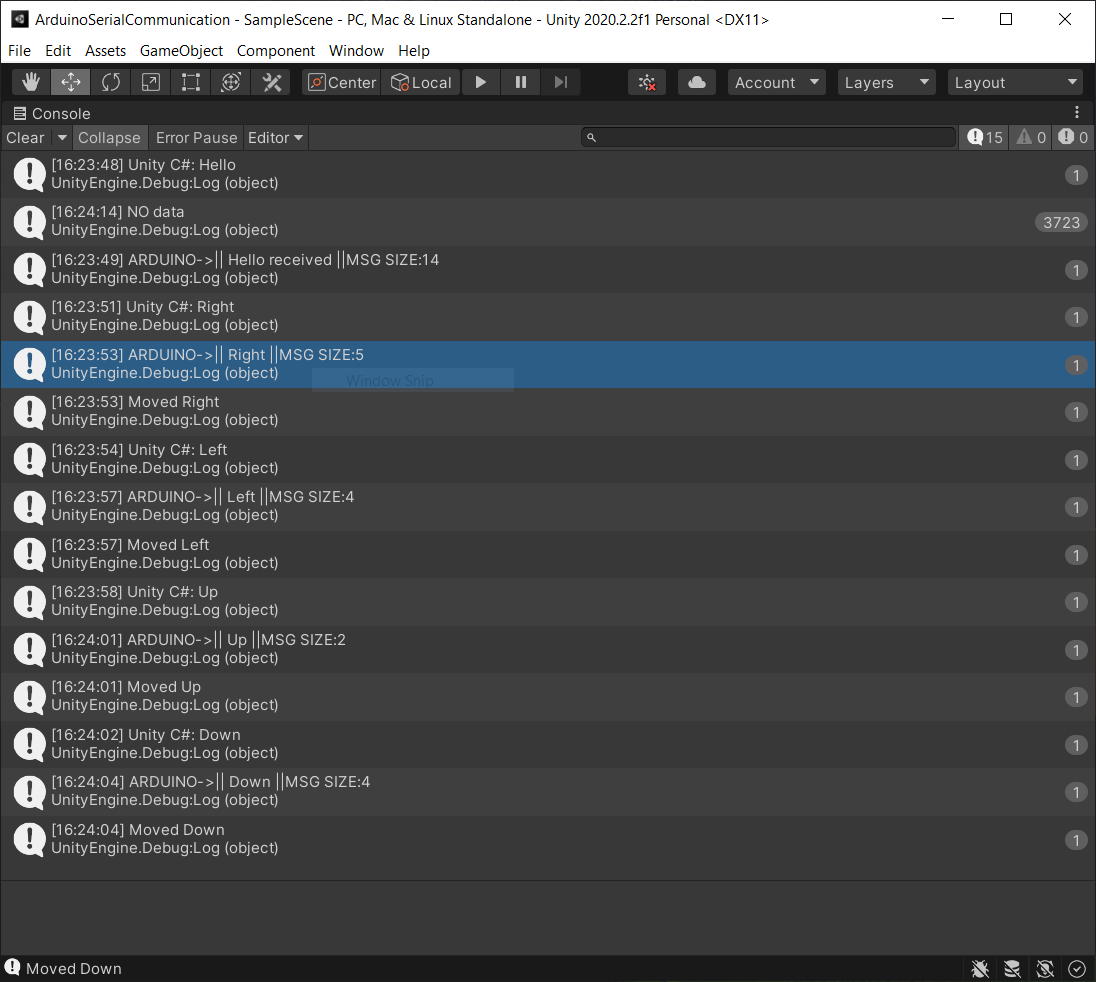 ArduinoSerialCommunication - SampleScene - PC, Mac & Linux Standalone - Unity 2020.2.2f1 Personal <DX11>
File Edit Assets GameObject Component Window Help
Center Local Account Layers Layout
Console
Clear Collapse Error Pause Editor 15 0 0
[16:23:48] Unity C#: Hello
UnityEngine.Debug:Log (object)
1
[16:24:14] NO data
UnityEngine.Debug:Log (object)
3723
[16:23:49] ARDUINO->|| Hello received ||MSG SIZE:14
UnityEngine.Debug:Log (object)
1
[16:23:51] Unity C#: Right
UnityEngine.Debug:Log (object)
1
[16:23:53] ARDUINO->|| Right ||MSG SIZE:5
UnityEngine.Debug:Log (object)
1
Window Snip
[16:23:53] Moved Right
UnityEngine.Debug:Log (object)
1
[16:23:54] Unity C#: Left
UnityEngine.Debug:Log (object)
1
[16:23:57] ARDUINO->|| Left ||MSG SIZE:4
UnityEngine.Debug:Log (object)
1
[16:23:57] Moved Left
UnityEngine.Debug:Log (object)
1
[16:23:58] Unity C#: Up
UnityEngine.Debug:Log (object)
1
[16:24:01] ARDUINO->|| Up ||MSG SIZE:2
UnityEngine.Debug:Log (object)
1
[16:24:01] Moved Up
UnityEngine.Debug:Log (object)
1
[16:24:02] Unity C#: Down
UnityEngine.Debug:Log (object)
1
[16:24:04] ARDUINO->|| Down ||MSG SIZE:4
UnityEngine.Debug:Log (object)
1
[16:24:04] Moved Down
UnityEngine.Debug:Log (object)
1
Moved Down